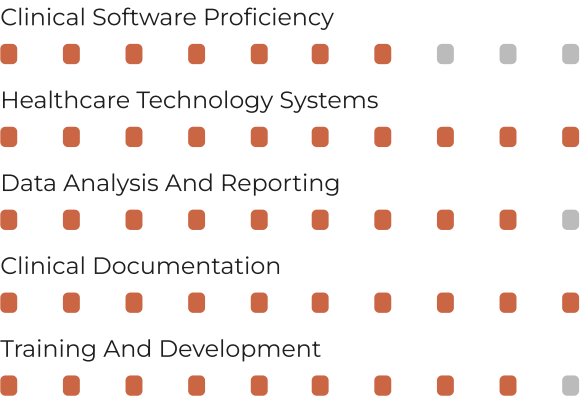 Clinical Software Proficiency
Healthcare Technology Systems
Data Analysis And Reporting
Clinical Documentation
Training And Development